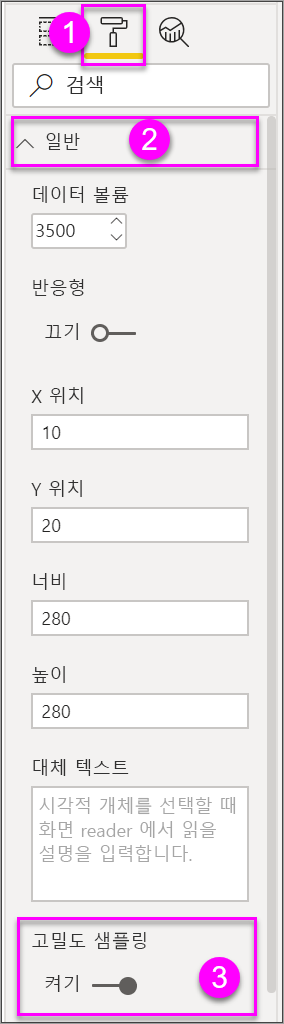 1
검색
일반
2
데이터 볼륨
3500
반응형
끄기
X 위치
10
Y 위치
20
너비
280
높이
280
대체 텍스트
시각적 개체를 선택할 때
화면 reader 에서 읽을
설명을 입력합니다.
고밀도 샘플링
켜기
3